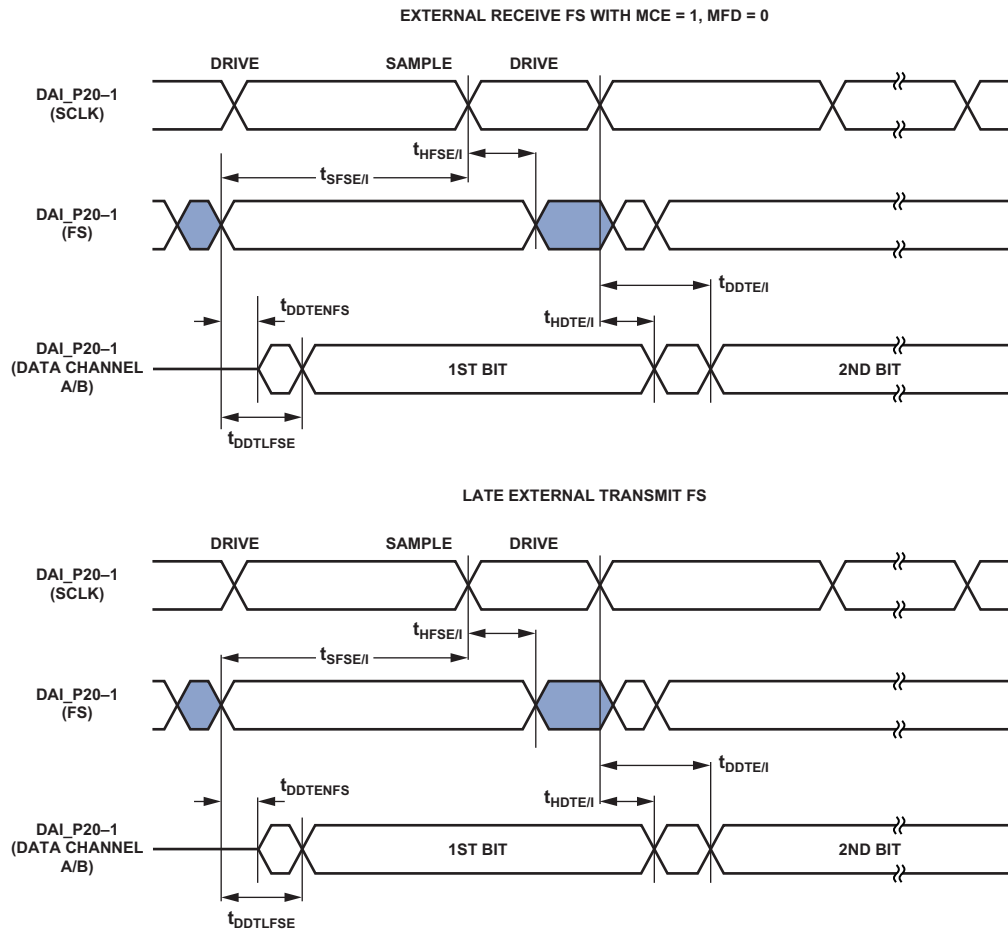 EXTERNAL RECEIVE FS WITH MCE = 1, MFD = 0
DRIVE SAMPLE DRIVE
DAI_P20–1
(SCLK)
tHFSE/I
tSFSE/I
DAI_P20–1
(FS)
tDDTE/I
tDDTENFS
tHDTE/I
DAI_P20–1
(DATA CHANNEL
A/B)
1ST BIT 2ND BIT
tDDTLFSE
LATE EXTERNAL TRANSMIT FS
DRIVE SAMPLE DRIVE
DAI_P20–1
(SCLK)
tHFSE/I
tSFSE/I
DAI_P20–1
(FS)
tDDTE/I
tDDTENFS
tHDTE/I
DAI_P20–1
(DATA CHANNEL
A/B)
1ST BIT 2ND BIT
tDDTLFSE